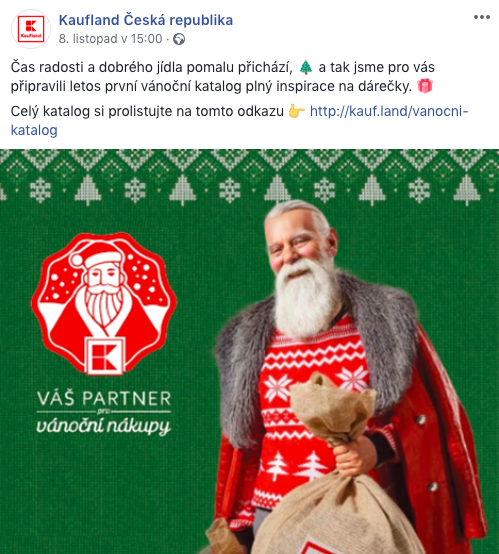 Kaufland Česká republika
8. listopad v 15:00 ·
Čas radosti a dobrého jídla pomalu přichází, 🌲 a tak jsme pro vás
připravili letos první vánoční katalog plný inspirace na dárečky. 🎁
Celý katalog si prolistujte na tomto odkazu 👉 http://kauf.land/vanocni-
katalog
Kaufland
VÁŠ PARTNER
pro
vánoční nákupy